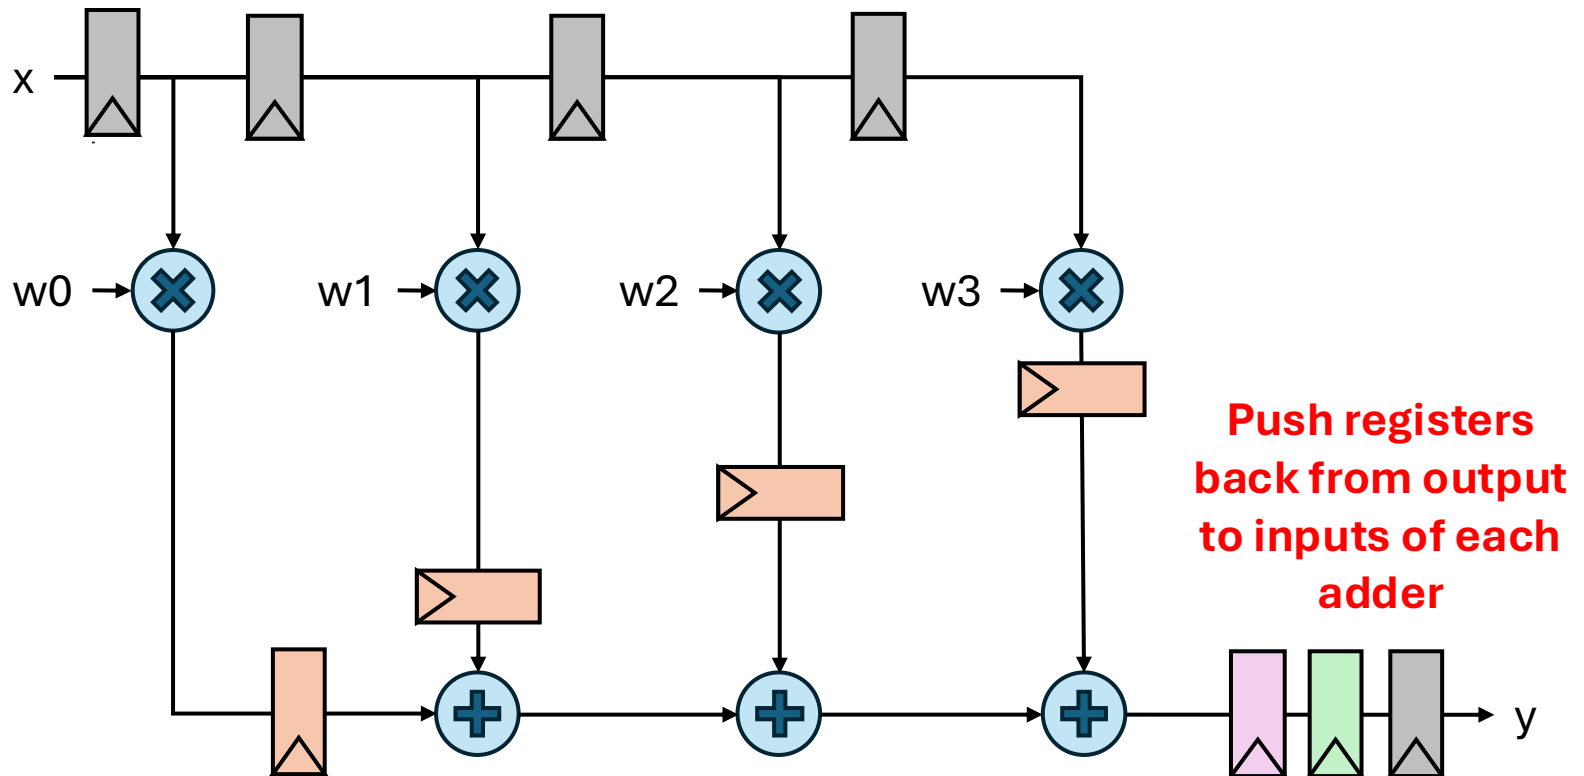 x
w0
w1
w2
w3
Push registers
back from output
to inputs of each
adder
y